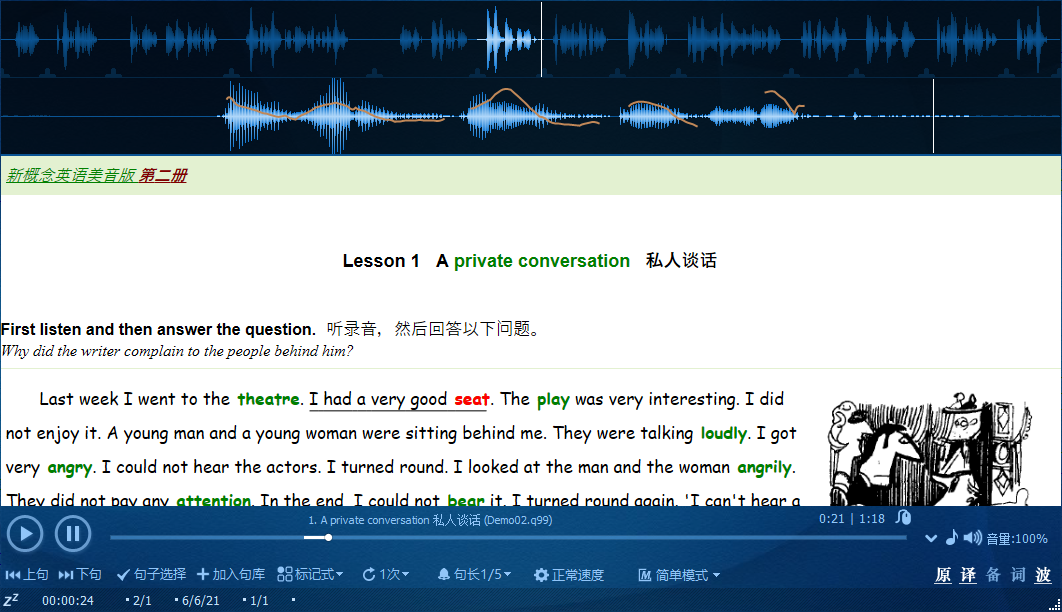 新概念英语美音版 第二册
Lesson 1 A private conversation 私人谈话
First listen and then answer the question. 听录音，然后回答以下问题。
Why did the writer complain to the people behind him?
Last week I went to the theatre. I had a very good seat. The play was very interesting. I did
not enjoy it. A young man and a young woman were sitting behind me. They were talking loudly. I got
very angry. I could not hear the actors. I turned round. I looked at the man and the woman angrily.
They did not pay any attention. In the end, I could not bear it. I turned round again. 'I can't hear a
1. A private conversation 私人谈话 (Demo02.q99)
0:21 | 1:18
音量:100%
上句 下句 句子选择 加入句库 标记式 1次 句长1/5 正常速度 简单模式 原 译 备 词 波
zZ 00:00:24 • 2/1 • 6/6/21 • 1/1 •